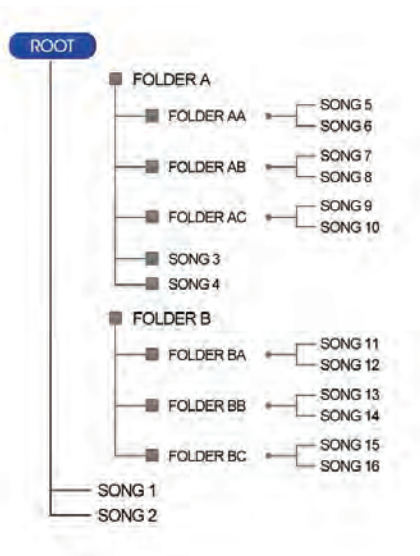 ROOT
FOLDER A
FOLDER AA
SONG 5
SONG 6
FOLDER AB
SONG 7
SONG 8
FOLDER AC
SONG 9
SONG 10
SONG 3
SONG 4
FOLDER B
FOLDER BA
SONG 11
SONG 12
FOLDER BB
SONG 13
SONG 14
FOLDER BC
SONG 15
SONG 16
SONG 1
SONG 2